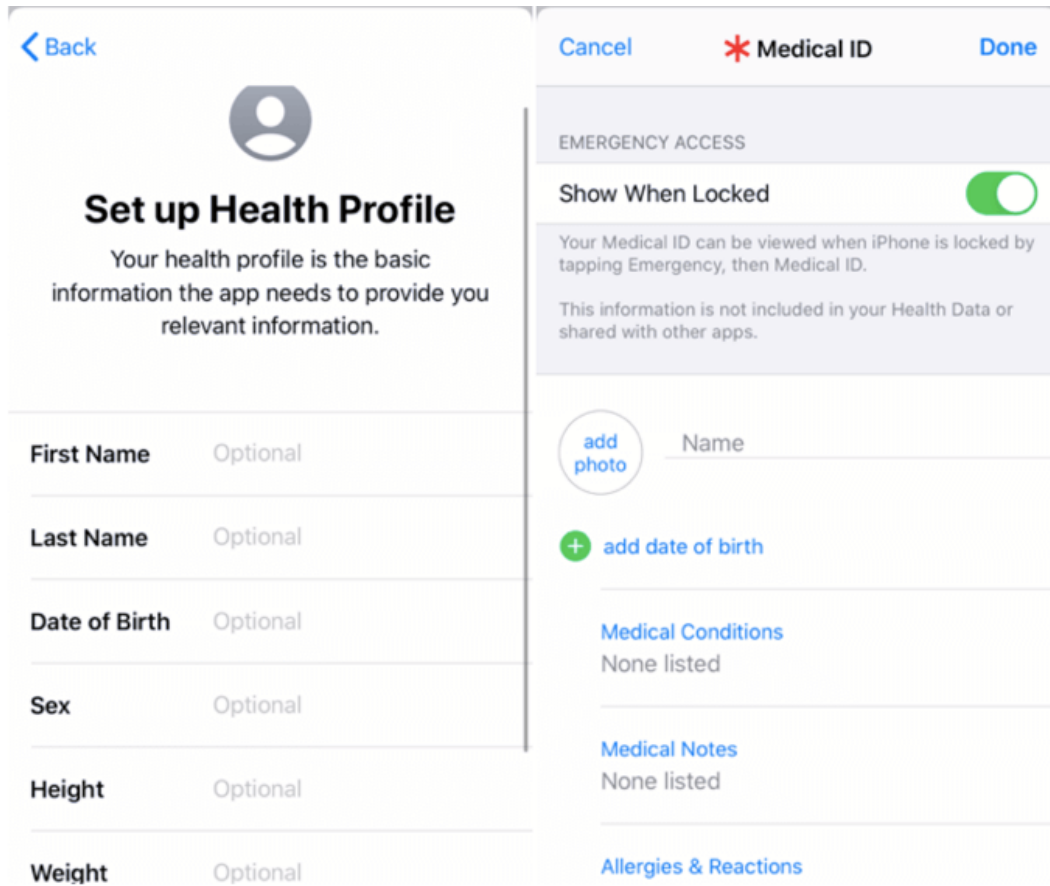 Back
Set up Health Profile
Your health profile is the basic
information the app needs to provide you
relevant information.
First Name Optional
Last Name Optional
Date of Birth Optional
Sex Optional
Height Optional
Weight Optional
Cancel Medical ID Done
EMERGENCY ACCESS
Show When Locked
Your Medical ID can be viewed when iPhone is locked by
tapping Emergency, then Medical ID.
This information is not included in your Health Data or
shared with other apps.
add
photo
Name
add date of birth
Medical Conditions
None listed
Medical Notes
None listed
Allergies & Reactions